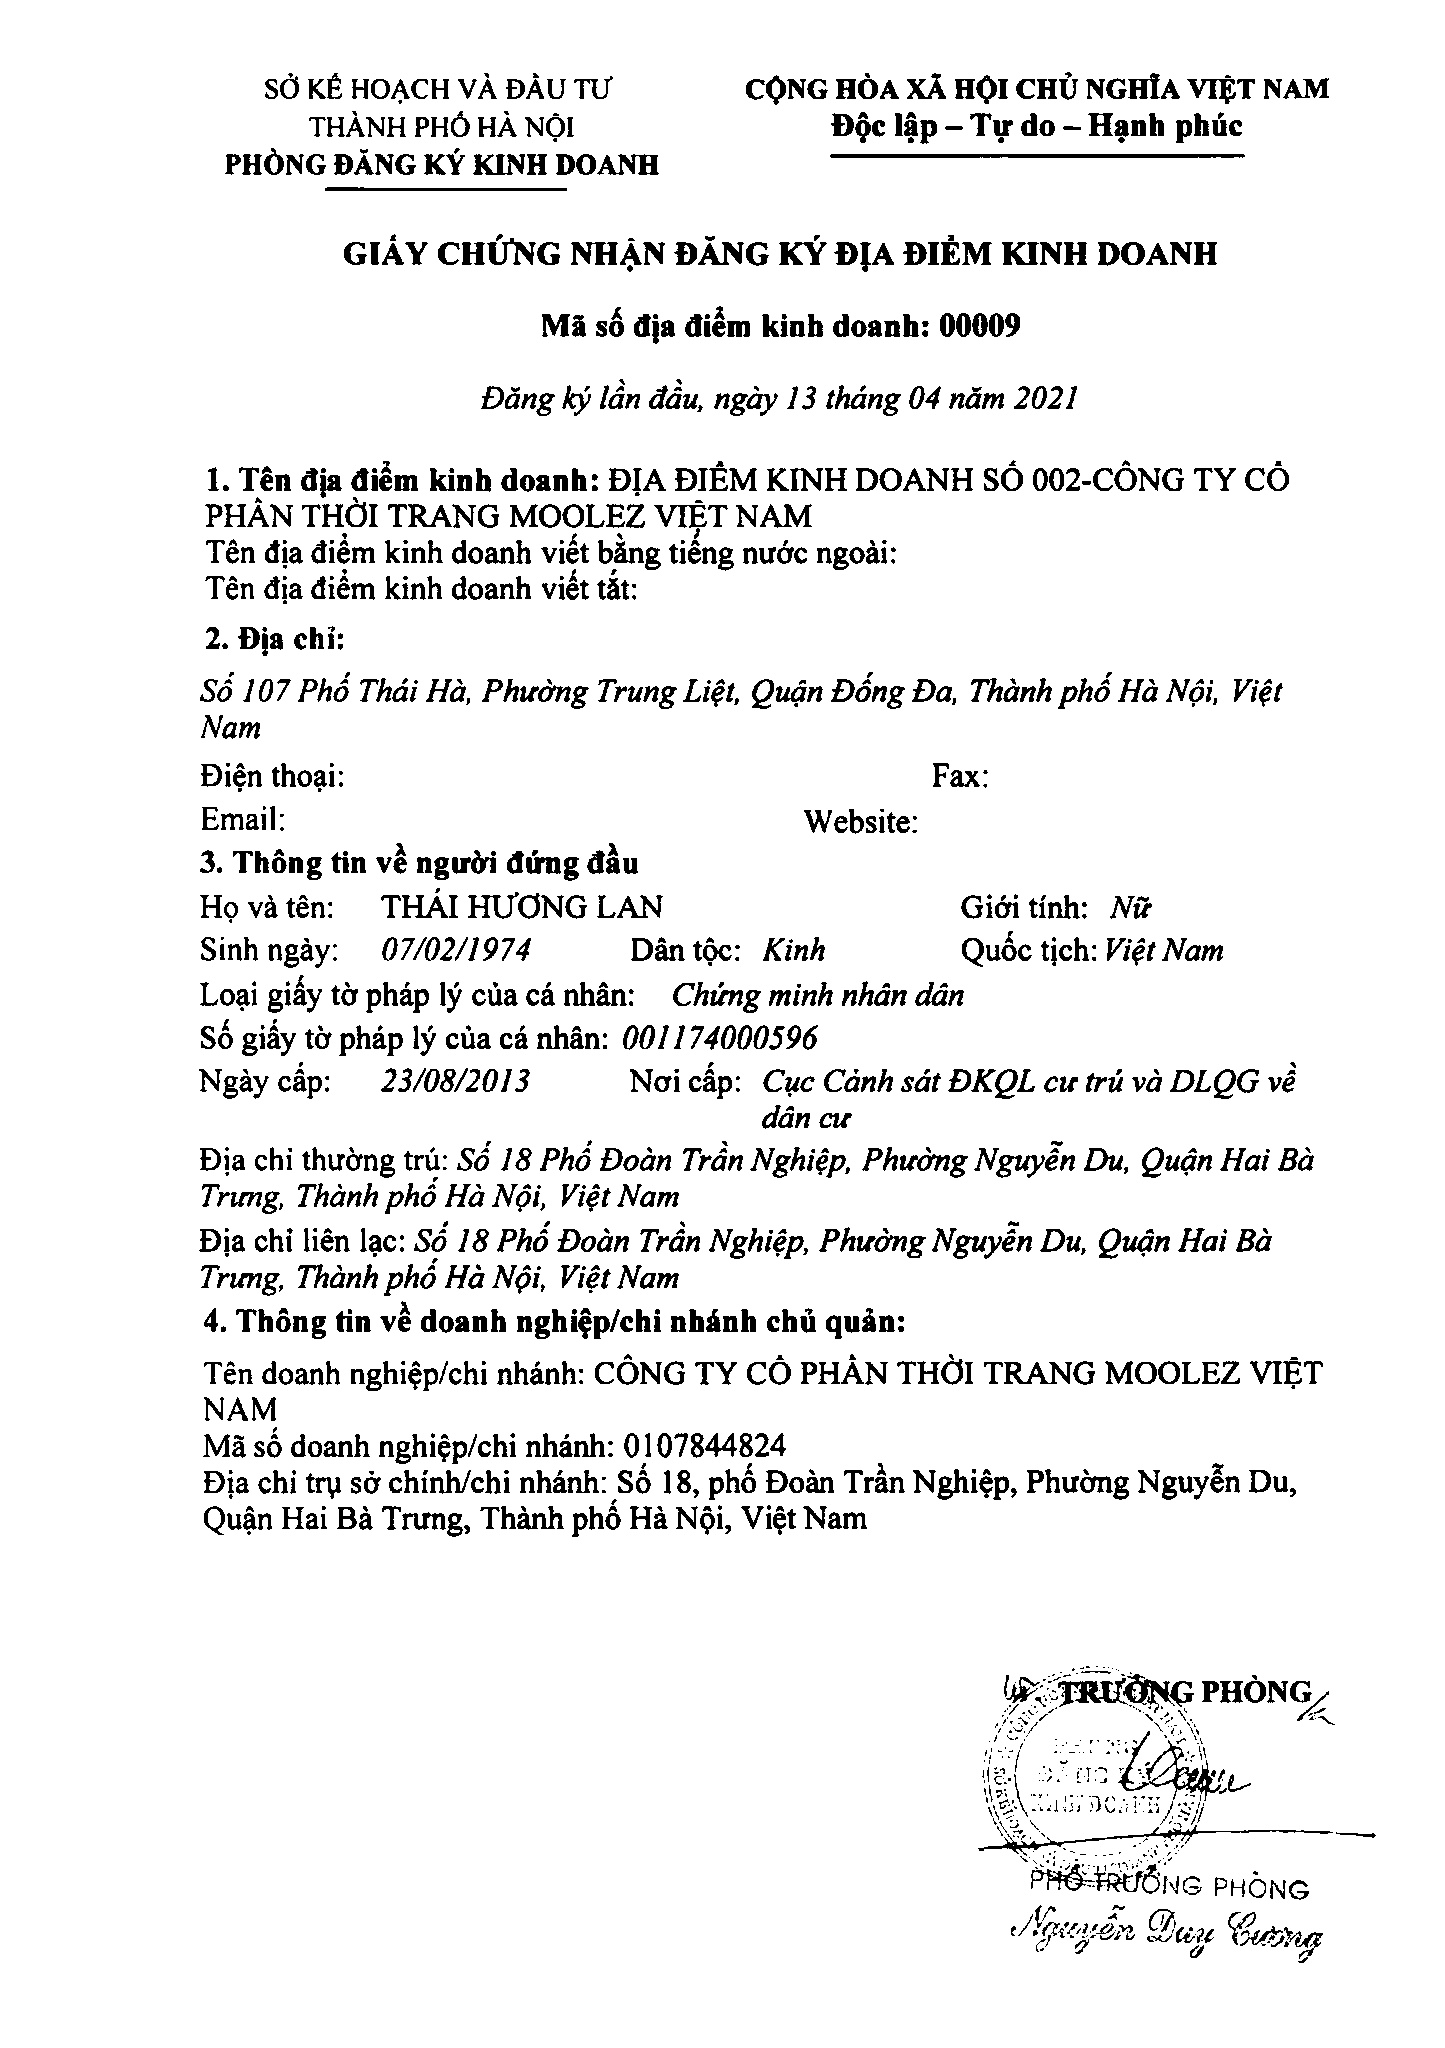 SỞ KẾ HOẠCH VÀ ĐẦU TƯ
THÀNH PHỐ HÀ NỘI
PHÒNG ĐĂNG KÝ KINH DOANH
CỘNG HÒA XÃ HỘI CHỦ NGHĨA VIỆT NAM
Độc lập – Tự do – Hạnh phúc
GIẤY CHỨNG NHẬN ĐĂNG KÝ ĐỊA ĐIỂM KINH DOANH
Mã số địa điểm kinh doanh: 00009
Đăng ký lần đầu, ngày 13 tháng 04 năm 2021
1. Tên địa điểm kinh doanh: ĐỊA ĐIỂM KINH DOANH SỐ 002-CÔNG TY CỔ
PHẦN THỜI TRANG MOOLEZ VIỆT NAM
Tên địa điểm kinh doanh viết bằng tiếng nước ngoài:
Tên địa điểm kinh doanh viết tắt:
2. Địa chỉ:
Số 107 Phố Thái Hà, Phường Trung Liệt, Quận Đống Đa, Thành phố Hà Nội, Việt
Nam
Điện thoại: Fax:
Email: Website:
3. Thông tin về người đứng đầu
Họ và tên: THÁI HƯƠNG LAN Giới tính: Nữ
Sinh ngày: 07/02/1974 Dân tộc: Kinh Quốc tịch: Việt Nam
Loại giấy tờ pháp lý của cá nhân: Chứng minh nhân dân
Số giấy tờ pháp lý của cá nhân: 001174000596
Ngày cấp: 23/08/2013 Nơi cấp: Cục Cảnh sát ĐKQL cư trú và DLQG về
dân cư
Địa chỉ thường trú: Số 18 Phố Đoàn Trần Nghiệp, Phường Nguyễn Du, Quận Hai Bà
Trưng, Thành phố Hà Nội, Việt Nam
Địa chỉ liên lạc: Số 18 Phố Đoàn Trần Nghiệp, Phường Nguyễn Du, Quận Hai Bà
Trưng, Thành phố Hà Nội, Việt Nam
4. Thông tin về doanh nghiệp/chi nhánh chủ quản:
Tên doanh nghiệp/chi nhánh: CÔNG TY CỔ PHẦN THỜI TRANG MOOLEZ VIỆT
NAM
Mã số doanh nghiệp/chi nhánh: 0107844824
Địa chỉ trụ sở chính/chi nhánh: Số 18, phố Đoàn Trần Nghiệp, Phường Nguyễn Du,
Quận Hai Bà Trưng, Thành phố Hà Nội, Việt Nam
TRƯỞNG PHÒNG
PHÒNG
ĐĂNG KÝ
KINH DOANH
PHÓ TRƯỞNG PHÒNG
Nguyễn Duy Cương